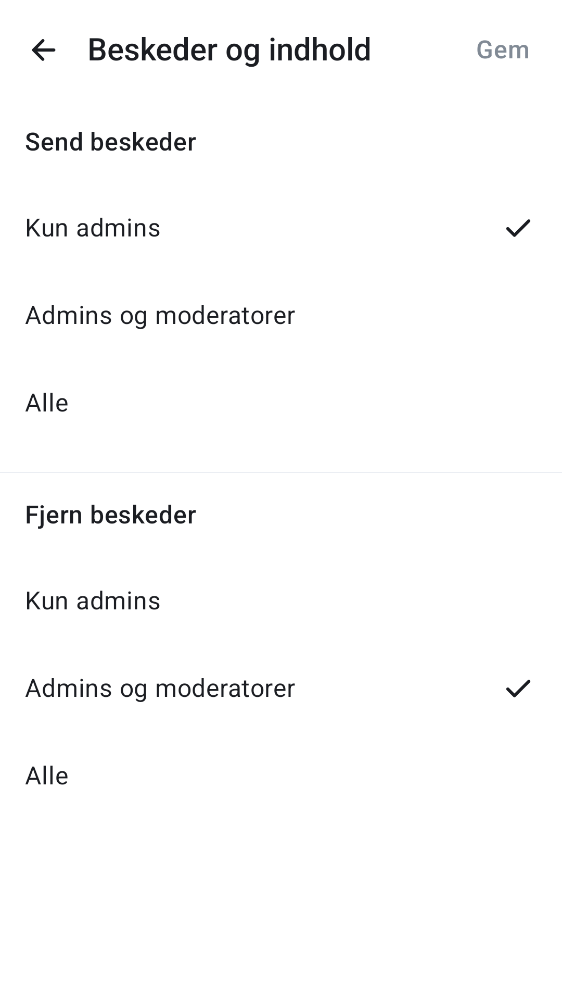 Beskeder og indhold
Gem
Send beskeder
Kun admins
Admins og moderatorer
Alle
Fjern beskeder
Kun admins
Admins og moderatorer
Alle